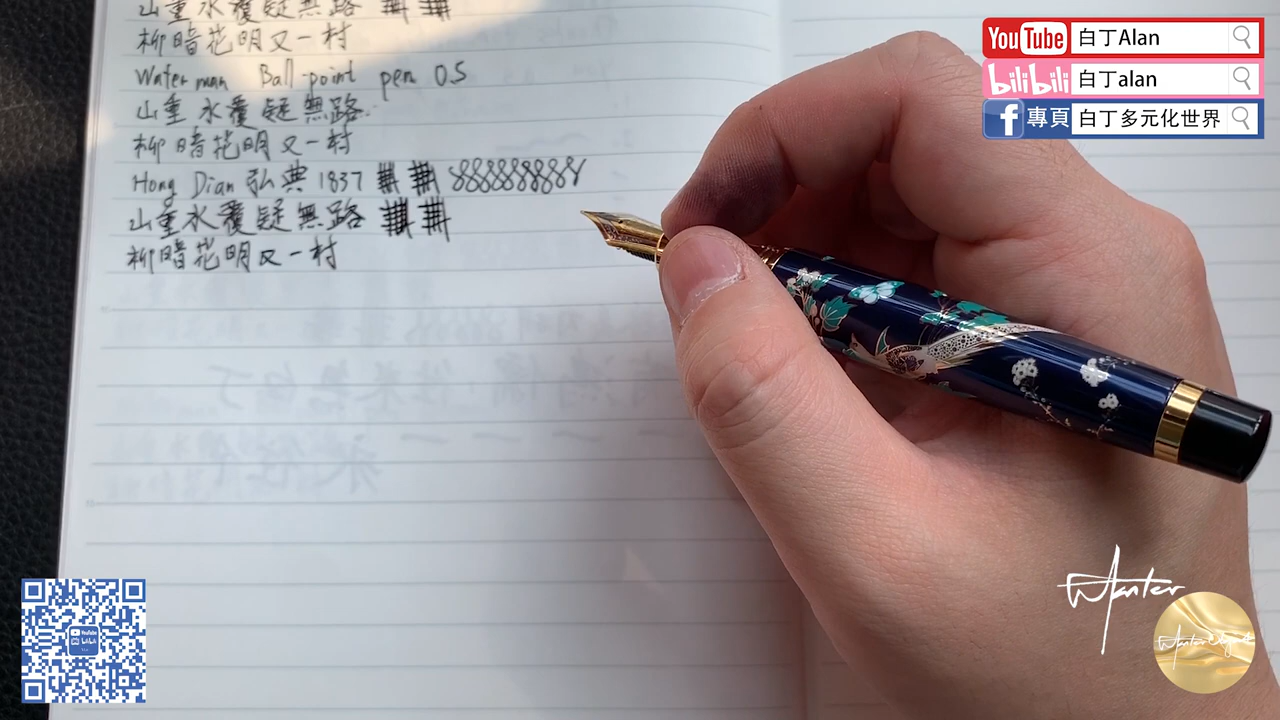 山重水覆疑無路
柳暗花明又一村
Waterman Ball-point pen 0.5
山重水覆疑無路
柳暗花明又一村
Hong Dian 弘典 1837
山重水覆疑無路
柳暗花明又一村
YouTube 白丁Alan
bilibili 白丁alan
f 專頁 白丁多元化世界